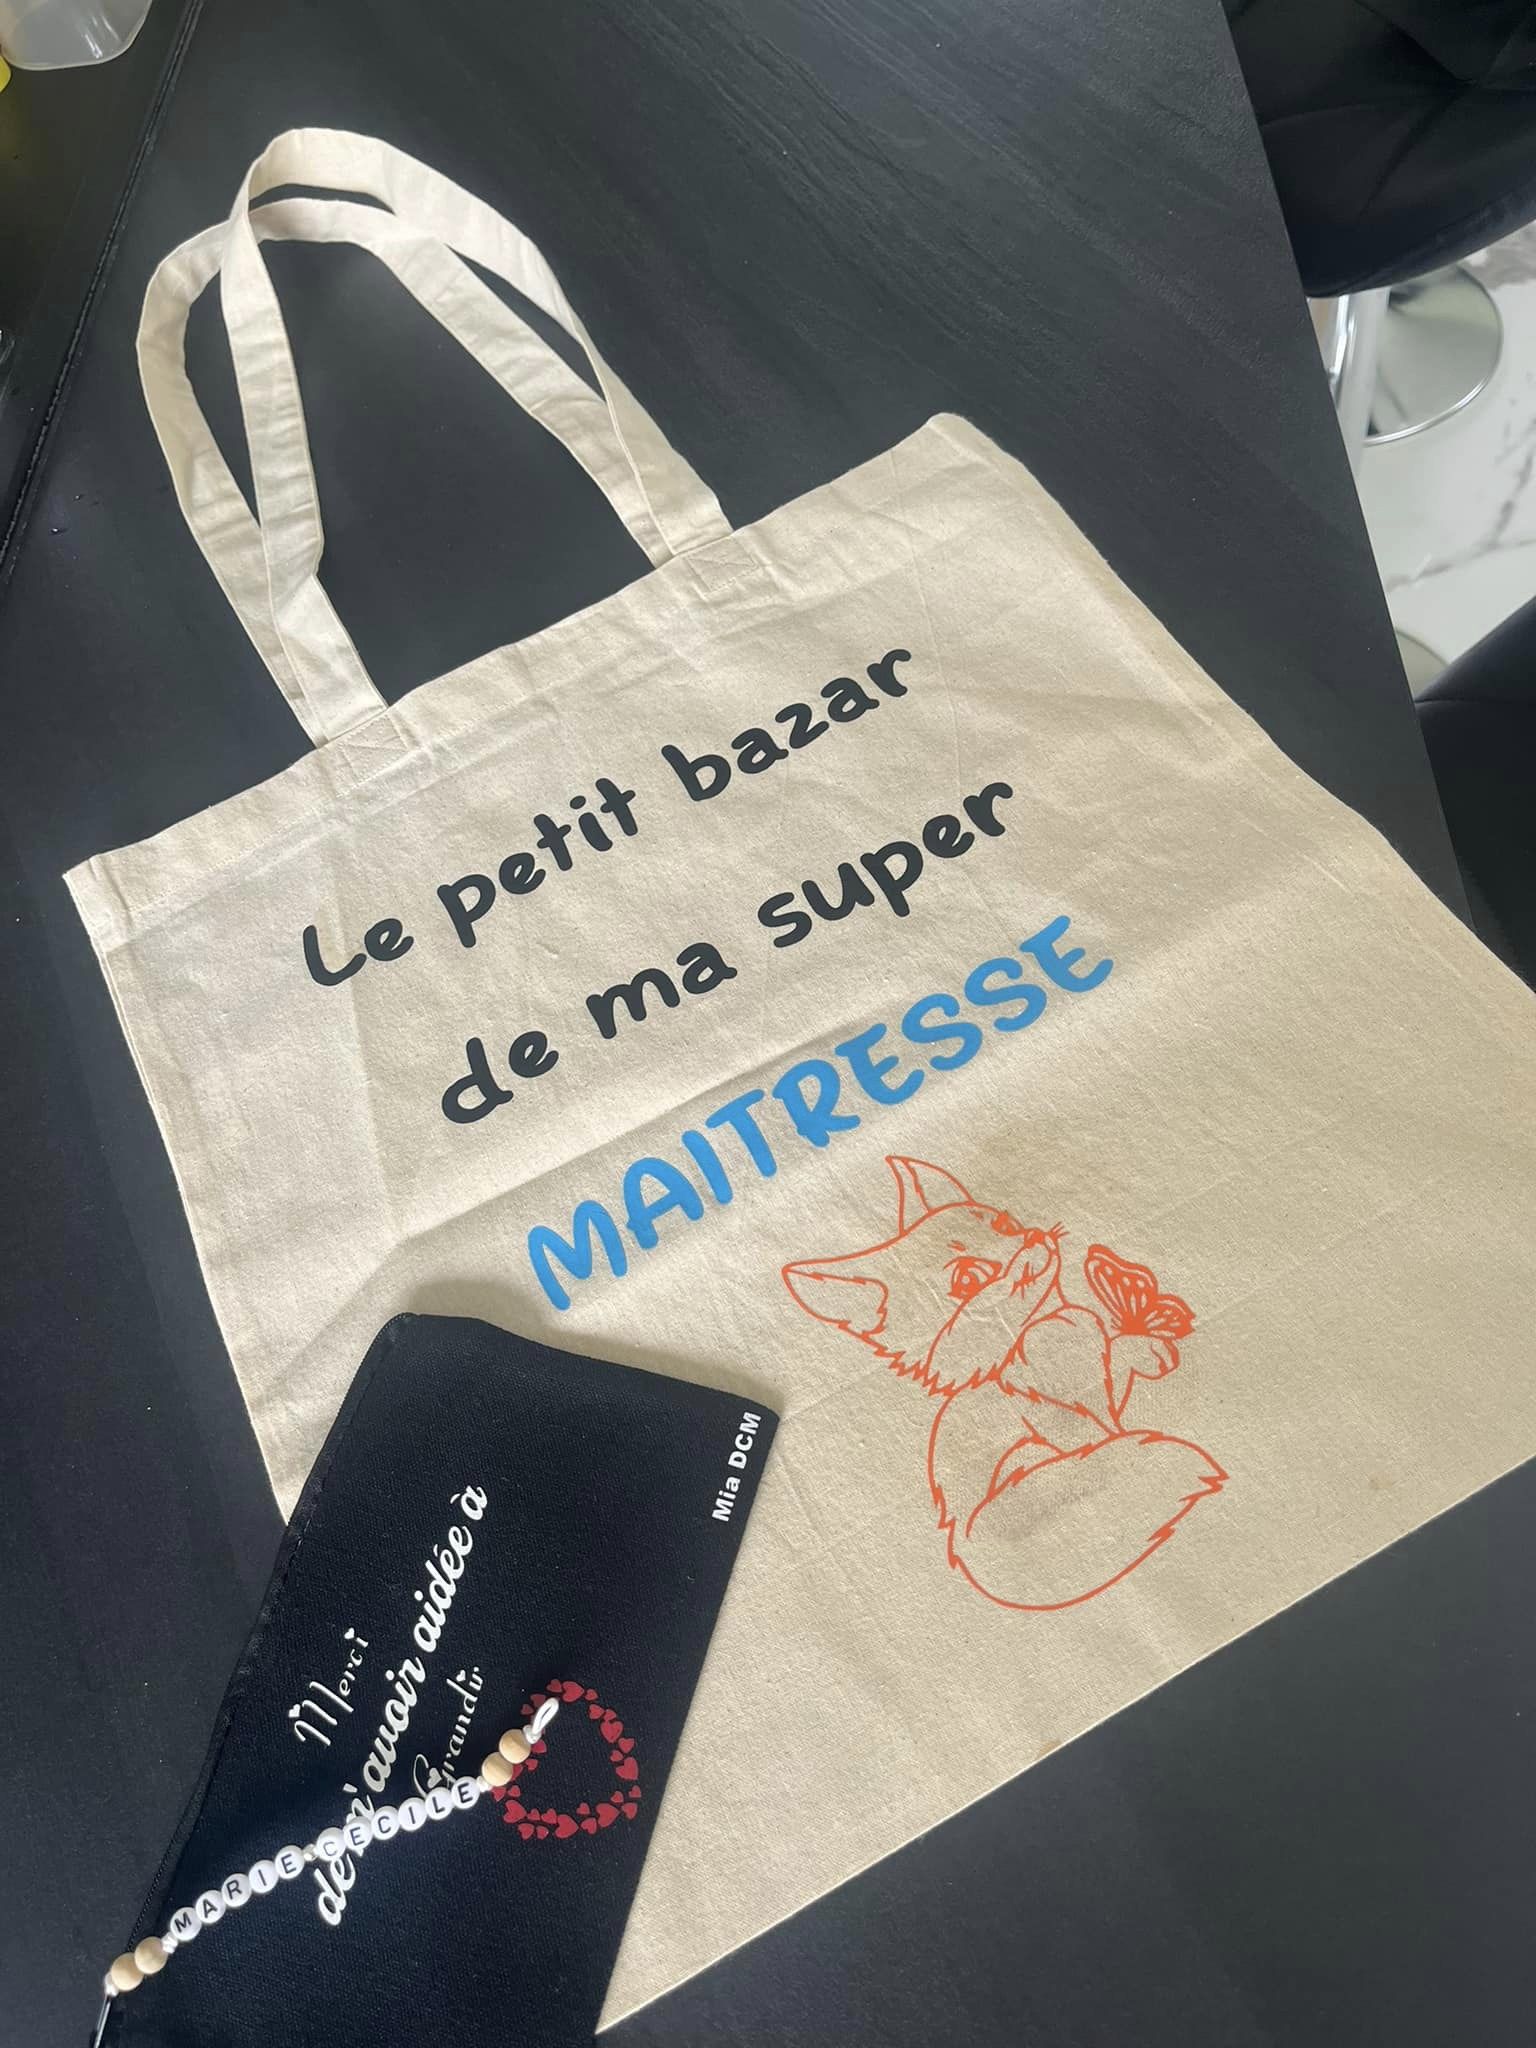 Le petit bazar
de ma super
MAITRESSE
Mia DCM
Merci
de m'avoir aidée à
Grandir
MARIE CECILE